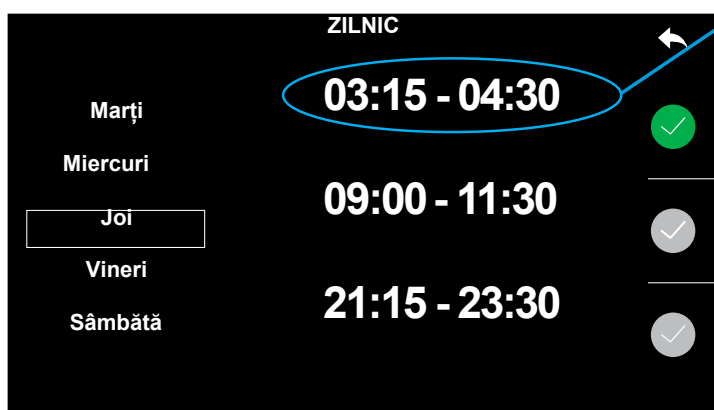 ZILNIC
Marți
Miercuri
Joi
Vineri
Sâmbătă
03:15 - 04:30
09:00 - 11:30
21:15 - 23:30